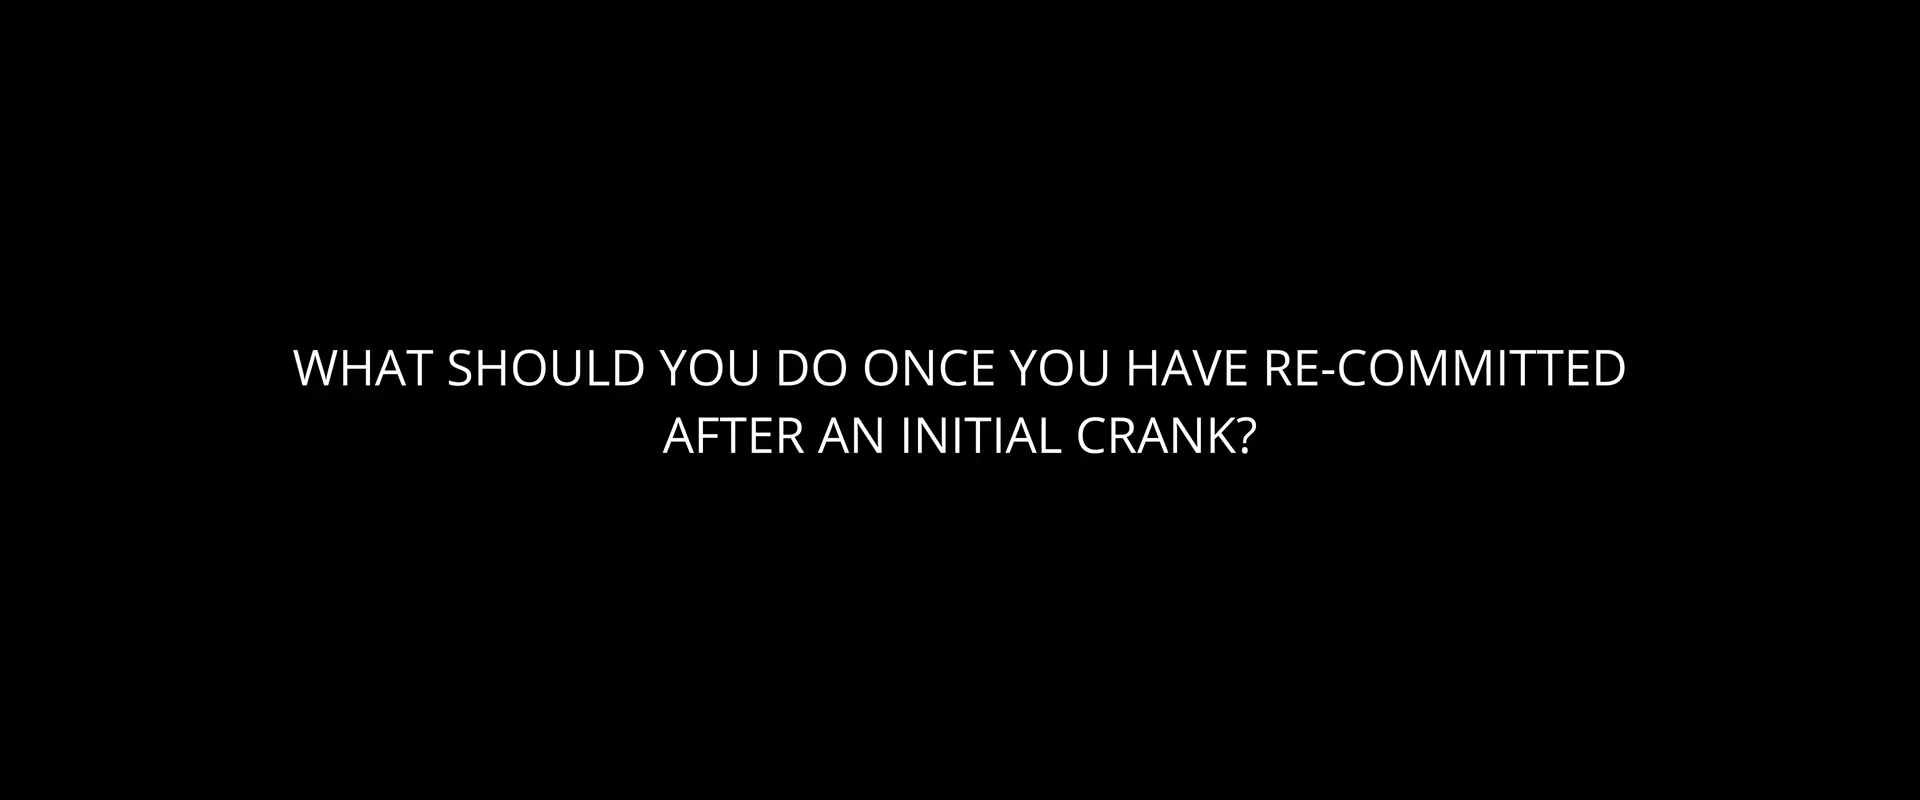 WHAT SHOULD YOU DO ONCE YOU HAVE RE-COMMITTED
AFTER AN INITIAL CRANK?